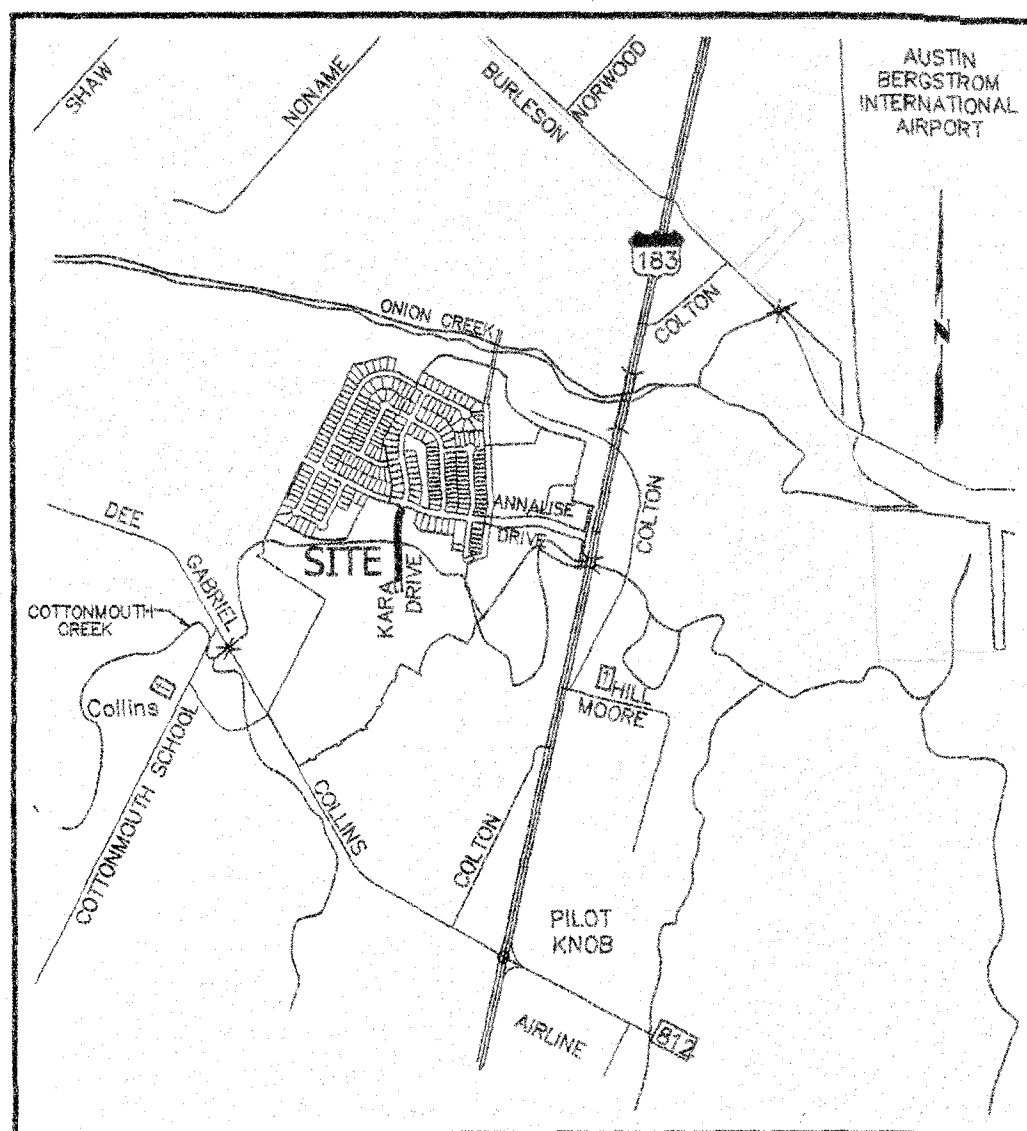 SHAW
NONAME
BURLESON
NORWOOD
AUSTIN
BERGSTROM
INTERNATIONAL
AIRPORT
183
COLTON
N
ONION CREEK
DEE
GABRIEL
ANNALISE
DRIVE
COLTON
SITE
KARA
DRIVE
COTTONMOUTH
CREEK
Collins
COTTONMOUTH SCHOOL
HILL
MOORE
COLLINS
COLTON
PILOT
KNOB
AIRLINE
812